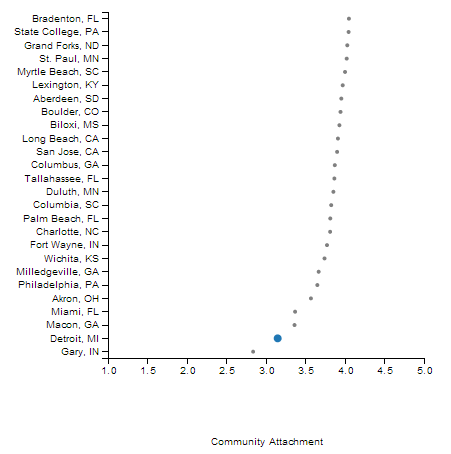 Bradenton, FL
State College, PA
Grand Forks, ND
St. Paul, MN
Myrtle Beach, SC
Lexington, KY
Aberdeen, SD
Boulder, CO
Biloxi, MS
Long Beach, CA
San Jose, CA
Columbus, GA
Tallahassee, FL
Duluth, MN
Columbia, SC
Palm Beach, FL
Charlotte, NC
Fort Wayne, IN
Wichita, KS
Milledgeville, GA
Philadelphia, PA
Akron, OH
Miami, FL
Macon, GA
Detroit, MI
Gary, IN
1.0 1.5 2.0 2.5 3.0 3.5 4.0 4.5 5.0
Community Attachment